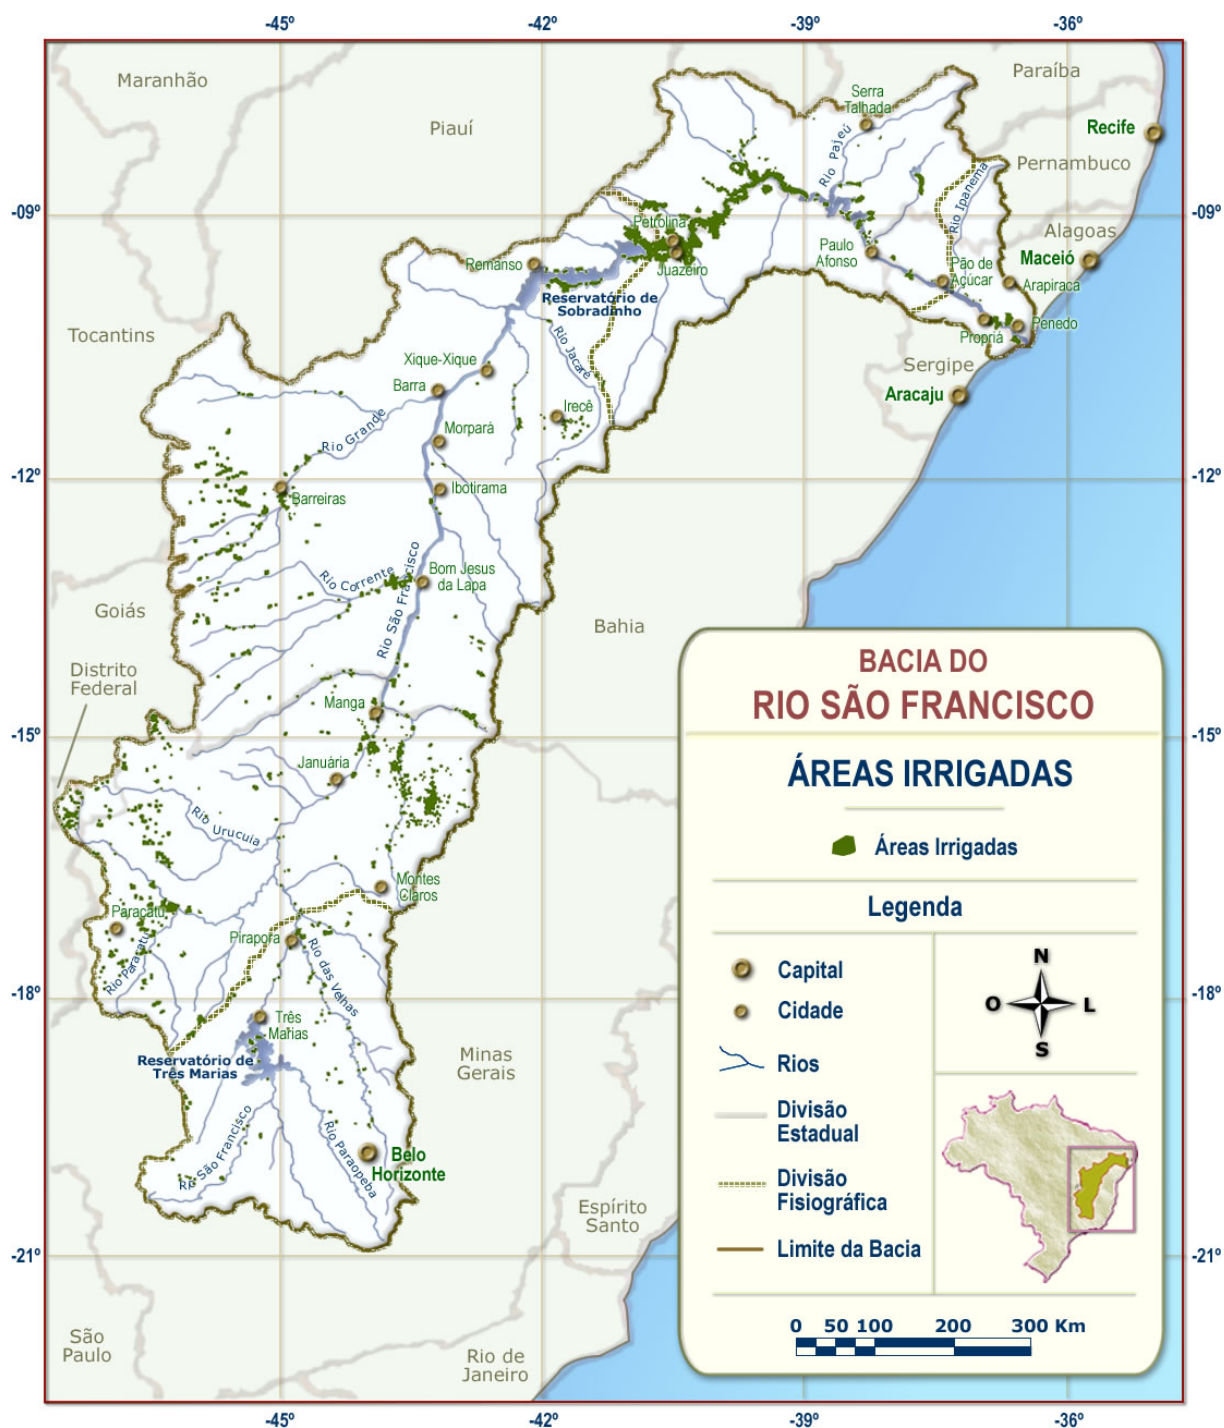 -45º
-42º
-39º
-36º
Maranhão
Piauí
Paraíba
Serra
Talhada
Recife
Rio Pajeú
Pernambuco
-09º
-09º
Rio Ipanema
Petrolina
Alagoas
Paulo
Afonso
Maceió
Remanso
Juazeiro
Pão de
Açúcar
Arapiraca
Reservatório de
Sobradinho
Tocantins
Propriá
Penedo
Rio Jacaré
Xique-Xique
Sergipe
Barra
Aracaju
Irecê
Rio Grande
Morpará
-12º
-12º
Barreiras
Ibotirama
Rio Corrente
Bom Jesus
da Lapa
Rio São Francisco
Goiás
Bahia
Distrito
Federal
Manga
-15º
-15º
Januária
Rio Urucuia
Montes
Claros
Paracatu
Pirapora
Rio Paracatu
Rio das Velhas
-18º
-18º
Três
Marias
Reservatório de
Três Marias
Minas
Gerais
Rio São Francisco
Rio Paraopeba
Belo
Horizonte
Espírito
Santo
-21º
-21º
São
Paulo
Rio de
Janeiro
BACIA DO
RIO SÃO FRANCISCO
ÁREAS IRRIGADAS
Áreas Irrigadas
Legenda
Capital
Cidade
Rios
Divisão
Estadual
Divisão
Fisiográfica
Limite da Bacia
N
O
L
S
0 50 100 200 300 Km
-45º
-42º
-39º
-36º